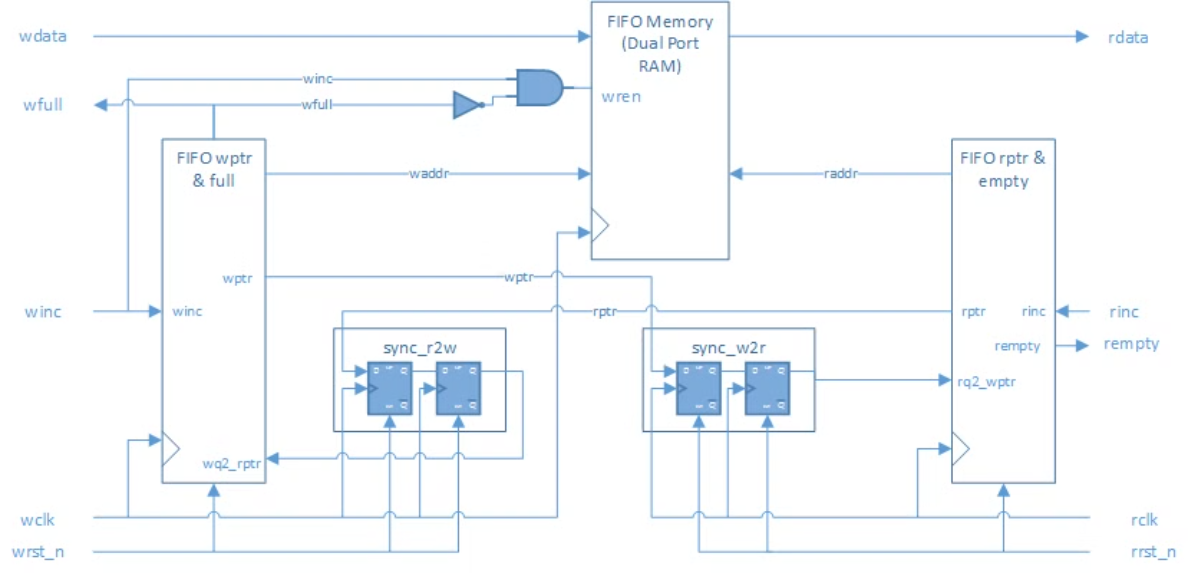 wdata
FIFO Memory
(Dual Port
RAM)
rdata
winc
wfull
wfull
wren
FIFO wptr
& full
waddr
raddr
FIFO rptr &
empty
wptr
wptr
winc
winc
rptr
rptr
rinc
rinc
rempty
rempty
sync_r2w
sync_w2r
rq2_wptr
wq2_rptr
wclk
rclk
wrst_n
rrst_n